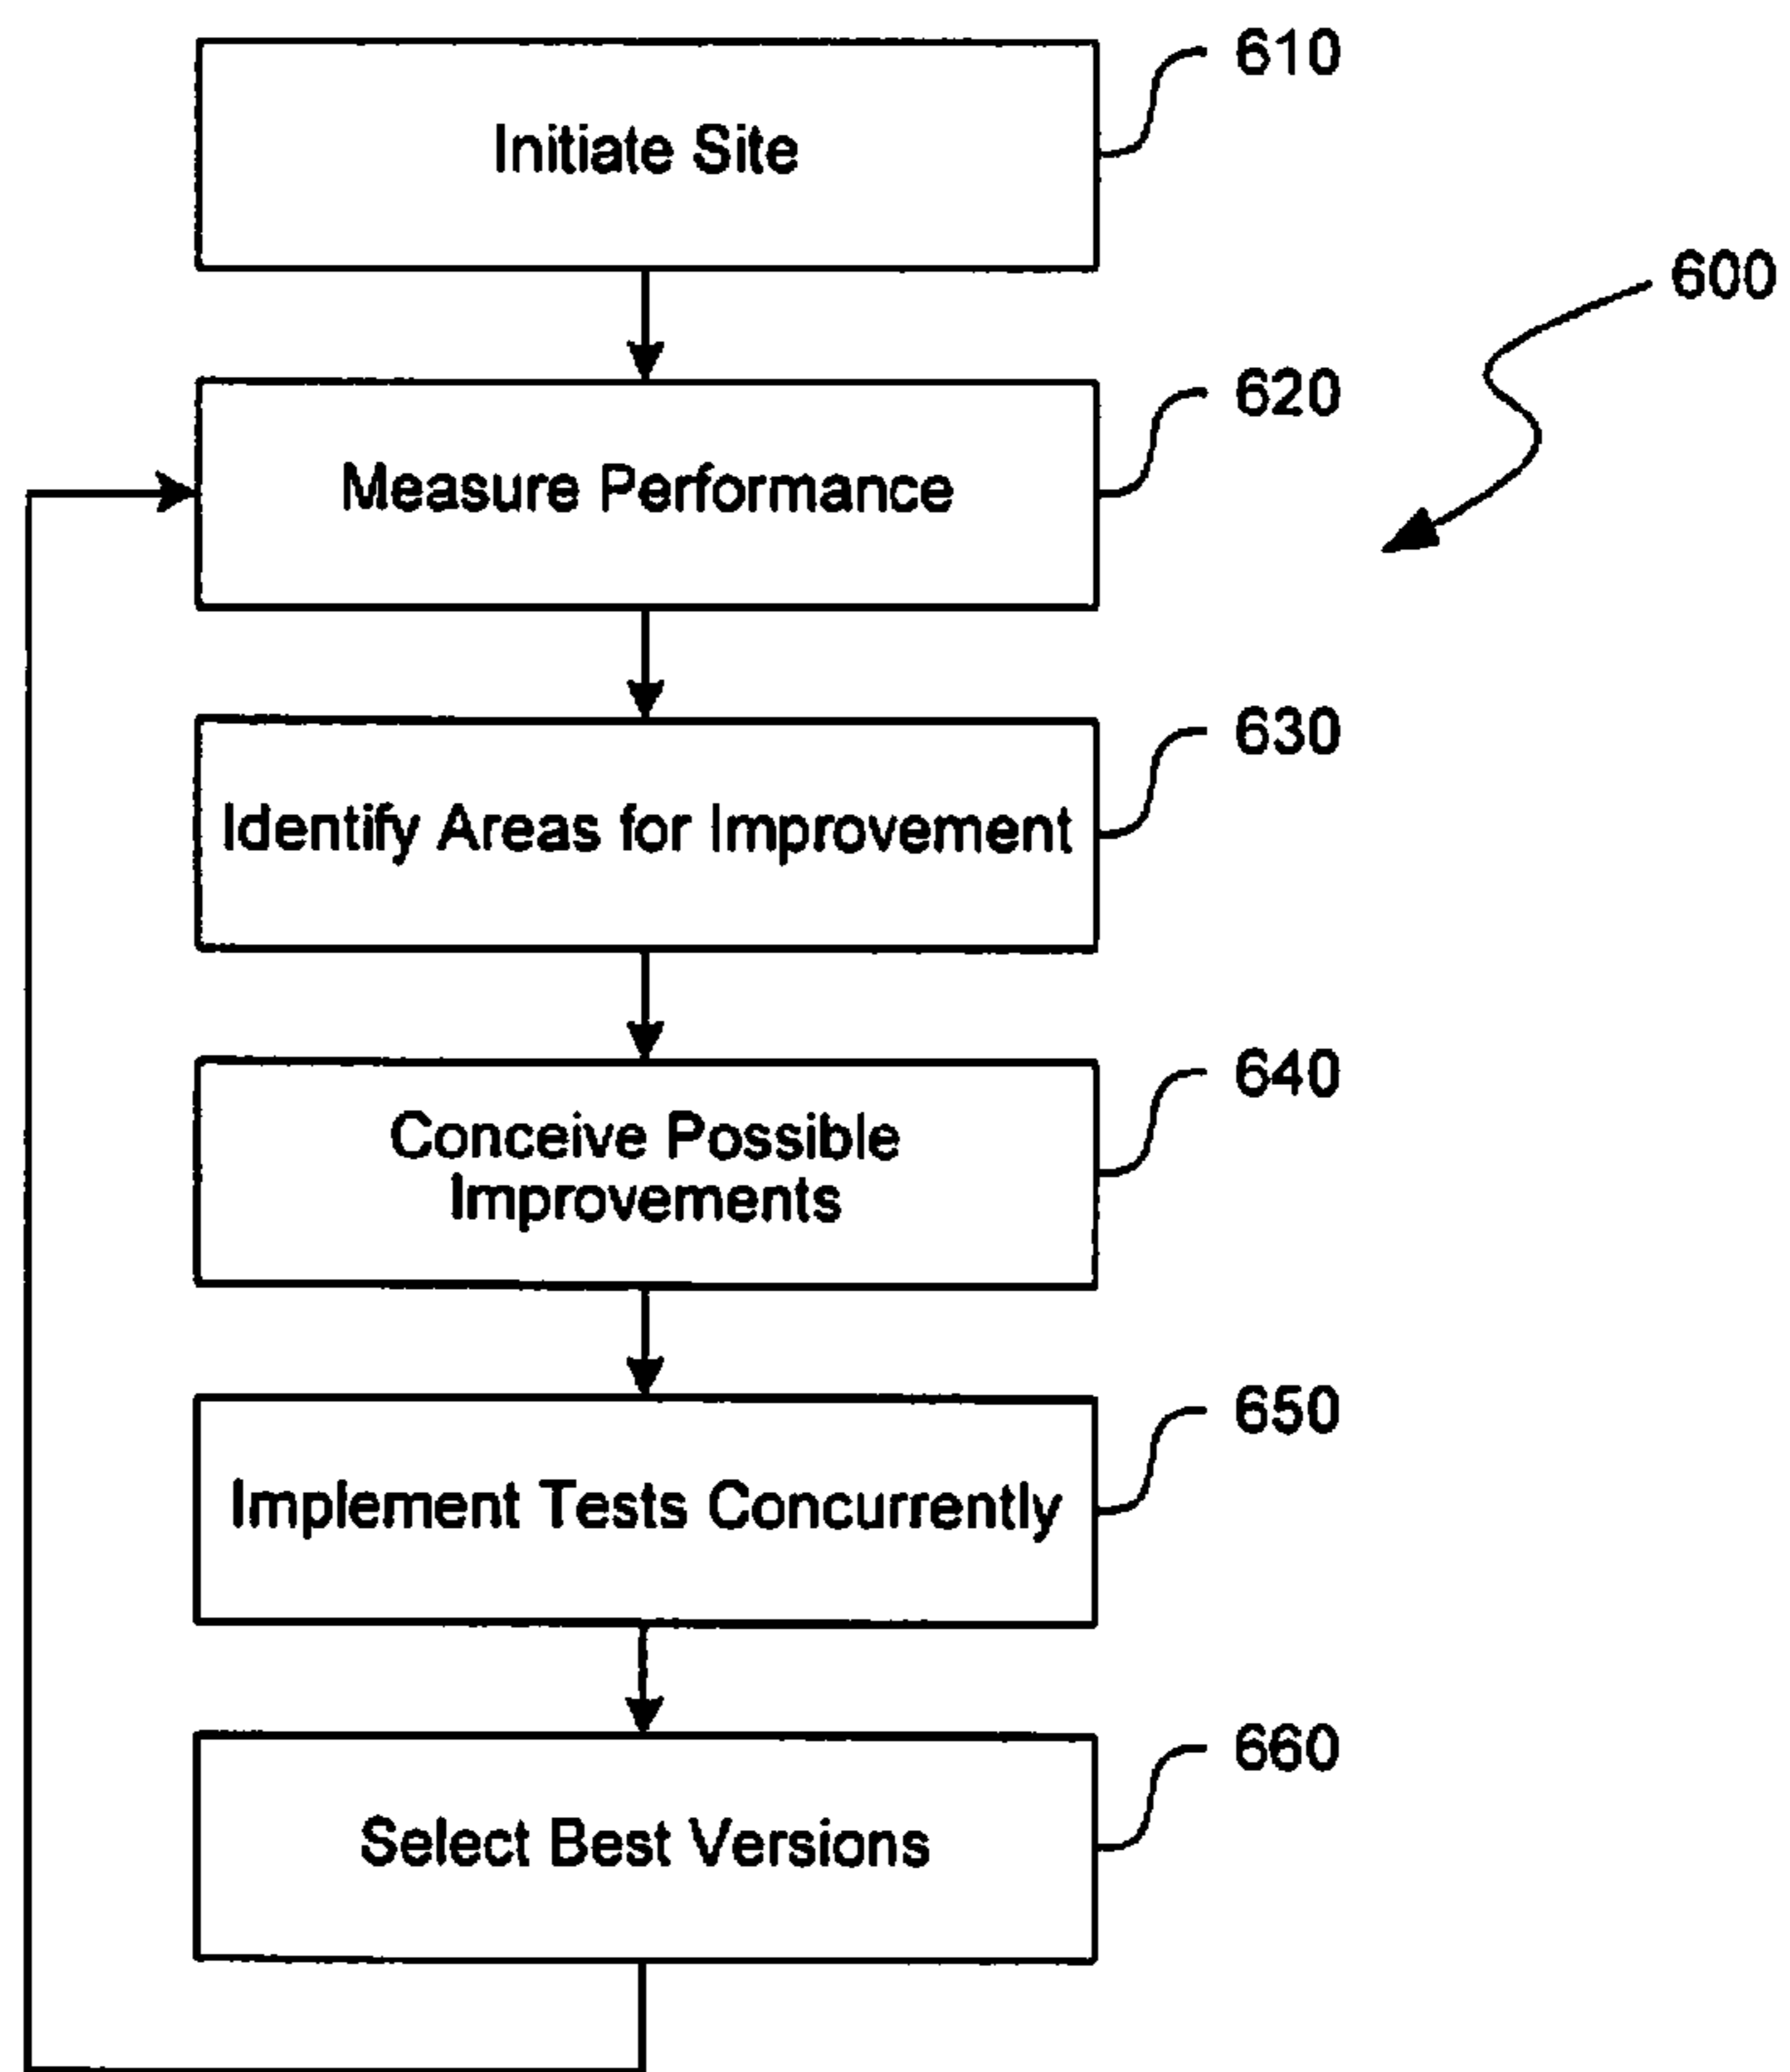 610
Initiate Site
600
620
Measure Performance
630
Identify Areas for Improvement
640
Conceive Possible
Improvements
650
Implement Tests Concurrently
660
Select Best Versions